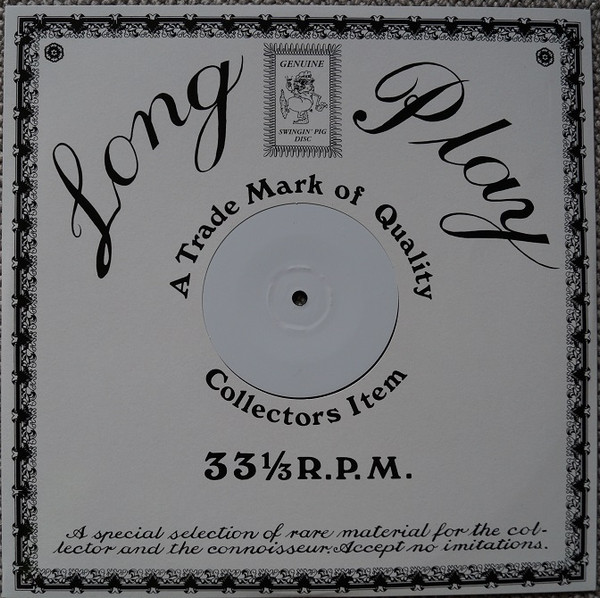 Long Play
GENUINE
SWINGIN' PIG
DISC
A Trade Mark of Quality
Collectors Item
33⅓ R.P.M.
A special selection of rare material for the col-
lector and the connoisseur. Accept no imitations.